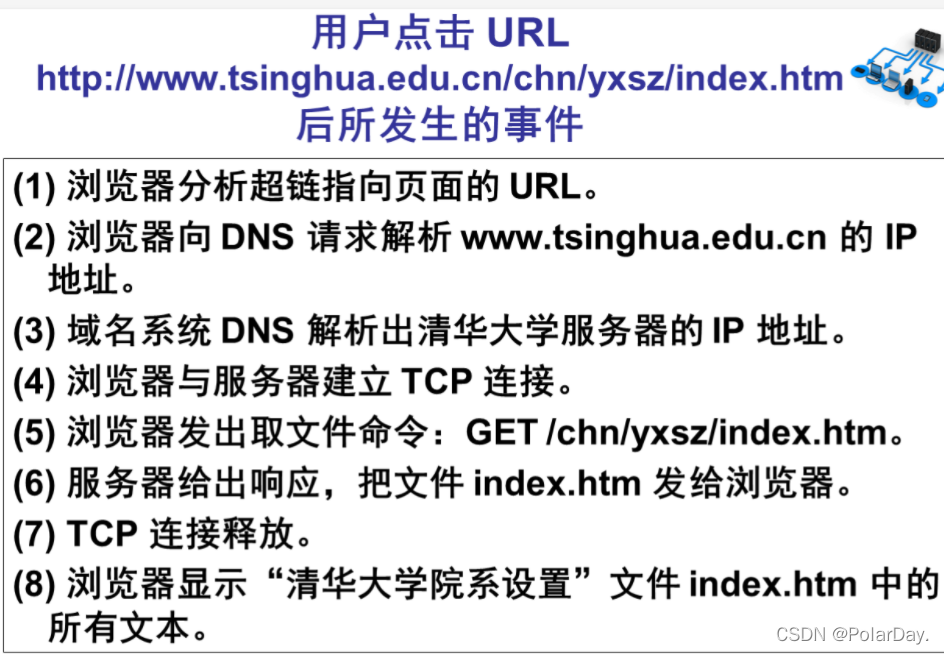 用户点击 URL
http://www.tsinghua.edu.cn/chn/yxsz/index.htm
后所发生的事件
(1) 浏览器分析超链指向页面的 URL。
(2) 浏览器向 DNS 请求解析 www.tsinghua.edu.cn 的 IP
地址。
(3) 域名系统 DNS 解析出清华大学服务器的 IP 地址。
(4) 浏览器与服务器建立 TCP 连接。
(5) 浏览器发出取文件命令：GET /chn/yxsz/index.htm。
(6) 服务器给出响应，把文件 index.htm 发给浏览器。
(7) TCP 连接释放。
(8) 浏览器显示“清华大学院系设置”文件 index.htm 中的
所有文本。
CSDN @PolarDay.